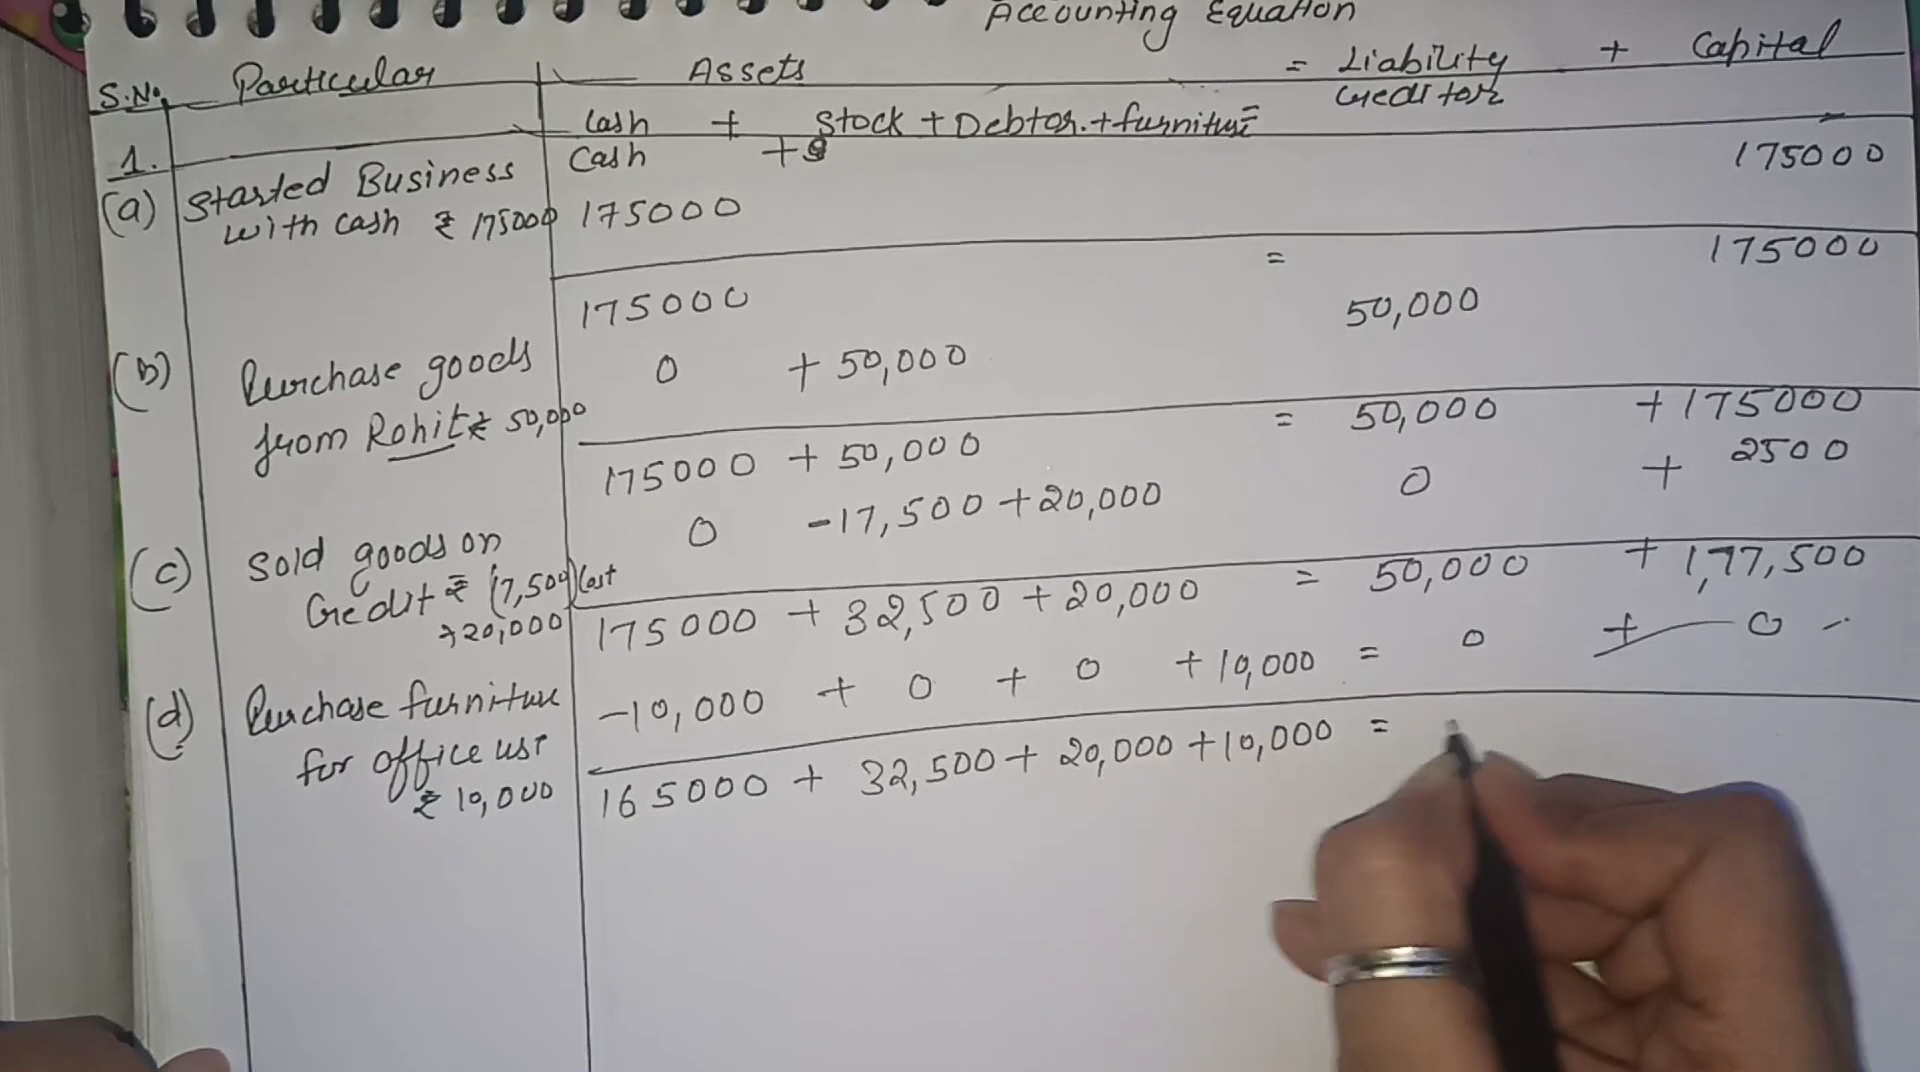 Accounting Equation
S.No. Particular Assets = Liability + Capital
Cash + Stock + Debtor. + furniture = Creditor
1. Cash +
(a) Started Business 175000
with cash ₹ 175000 175000
175000 = 175000
(b) Purchase goods 0 + 50,000 50,000
from Rohit ₹ 50,000
175000 + 50,000 = 50,000 + 175000
(c) Sold goods on 0 -17,500 + 20,000 0 + 2500
Credit ₹ 17,500 Cost
→ 20,000 175000 + 32,500 + 20,000 = 50,000 + 1,77,500
(d) Purchase furniture -10,000 + 0 + 0 + 10,000 = 0 + 0
for office use
₹ 10,000 165000 + 32,500 + 20,000 + 10,000 =